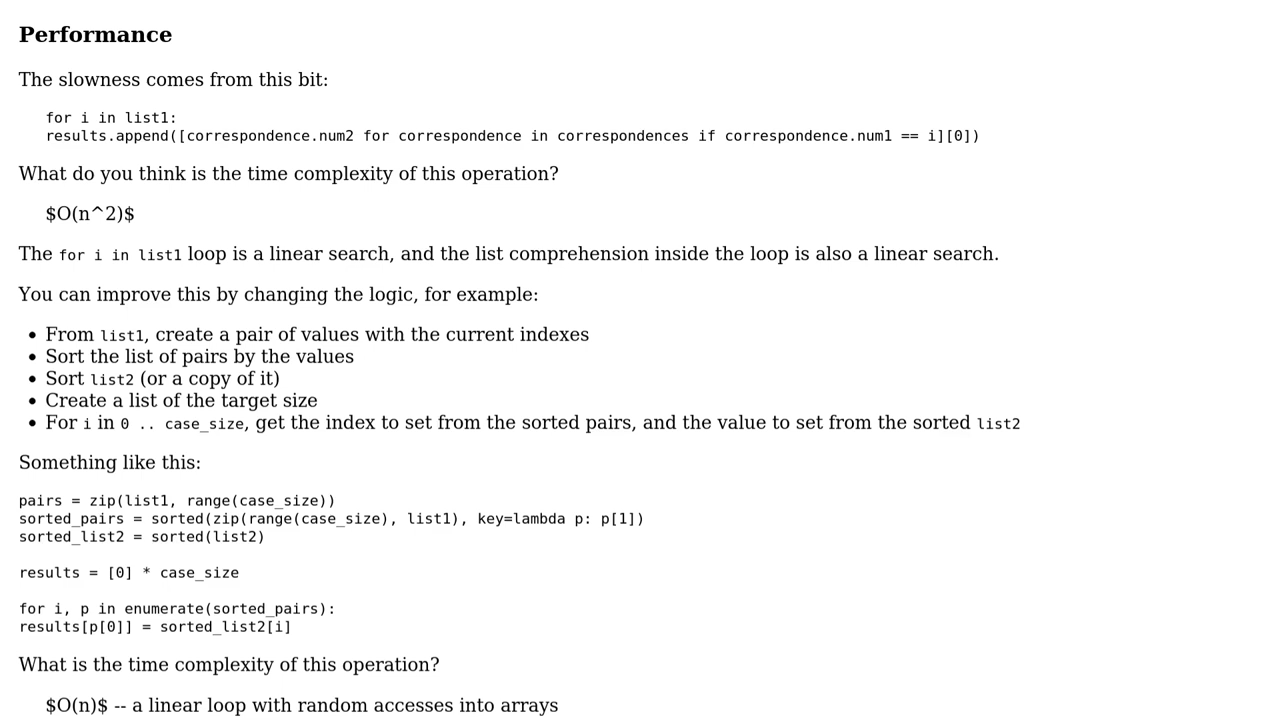 Performance
The slowness comes from this bit:
for i in list1:
results.append([correspondence.num2 for correspondence in correspondences if correspondence.num1 == i][0])
What do you think is the time complexity of this operation?
$O(n^2)$
The for i in list1 loop is a linear search, and the list comprehension inside the loop is also a linear search.
You can improve this by changing the logic, for example:
• From list1, create a pair of values with the current indexes
• Sort the list of pairs by the values
• Sort list2 (or a copy of it)
• Create a list of the target size
• For i in 0 .. case_size, get the index to set from the sorted pairs, and the value to set from the sorted list2
Something like this:
pairs = zip(list1, range(case_size))
sorted_pairs = sorted(zip(range(case_size), list1), key=lambda p: p[1])
sorted_list2 = sorted(list2)
results = [0] * case_size
for i, p in enumerate(sorted_pairs):
results[p[0]] = sorted_list2[i]
What is the time complexity of this operation?
$O(n)$ -- a linear loop with random accesses into arrays